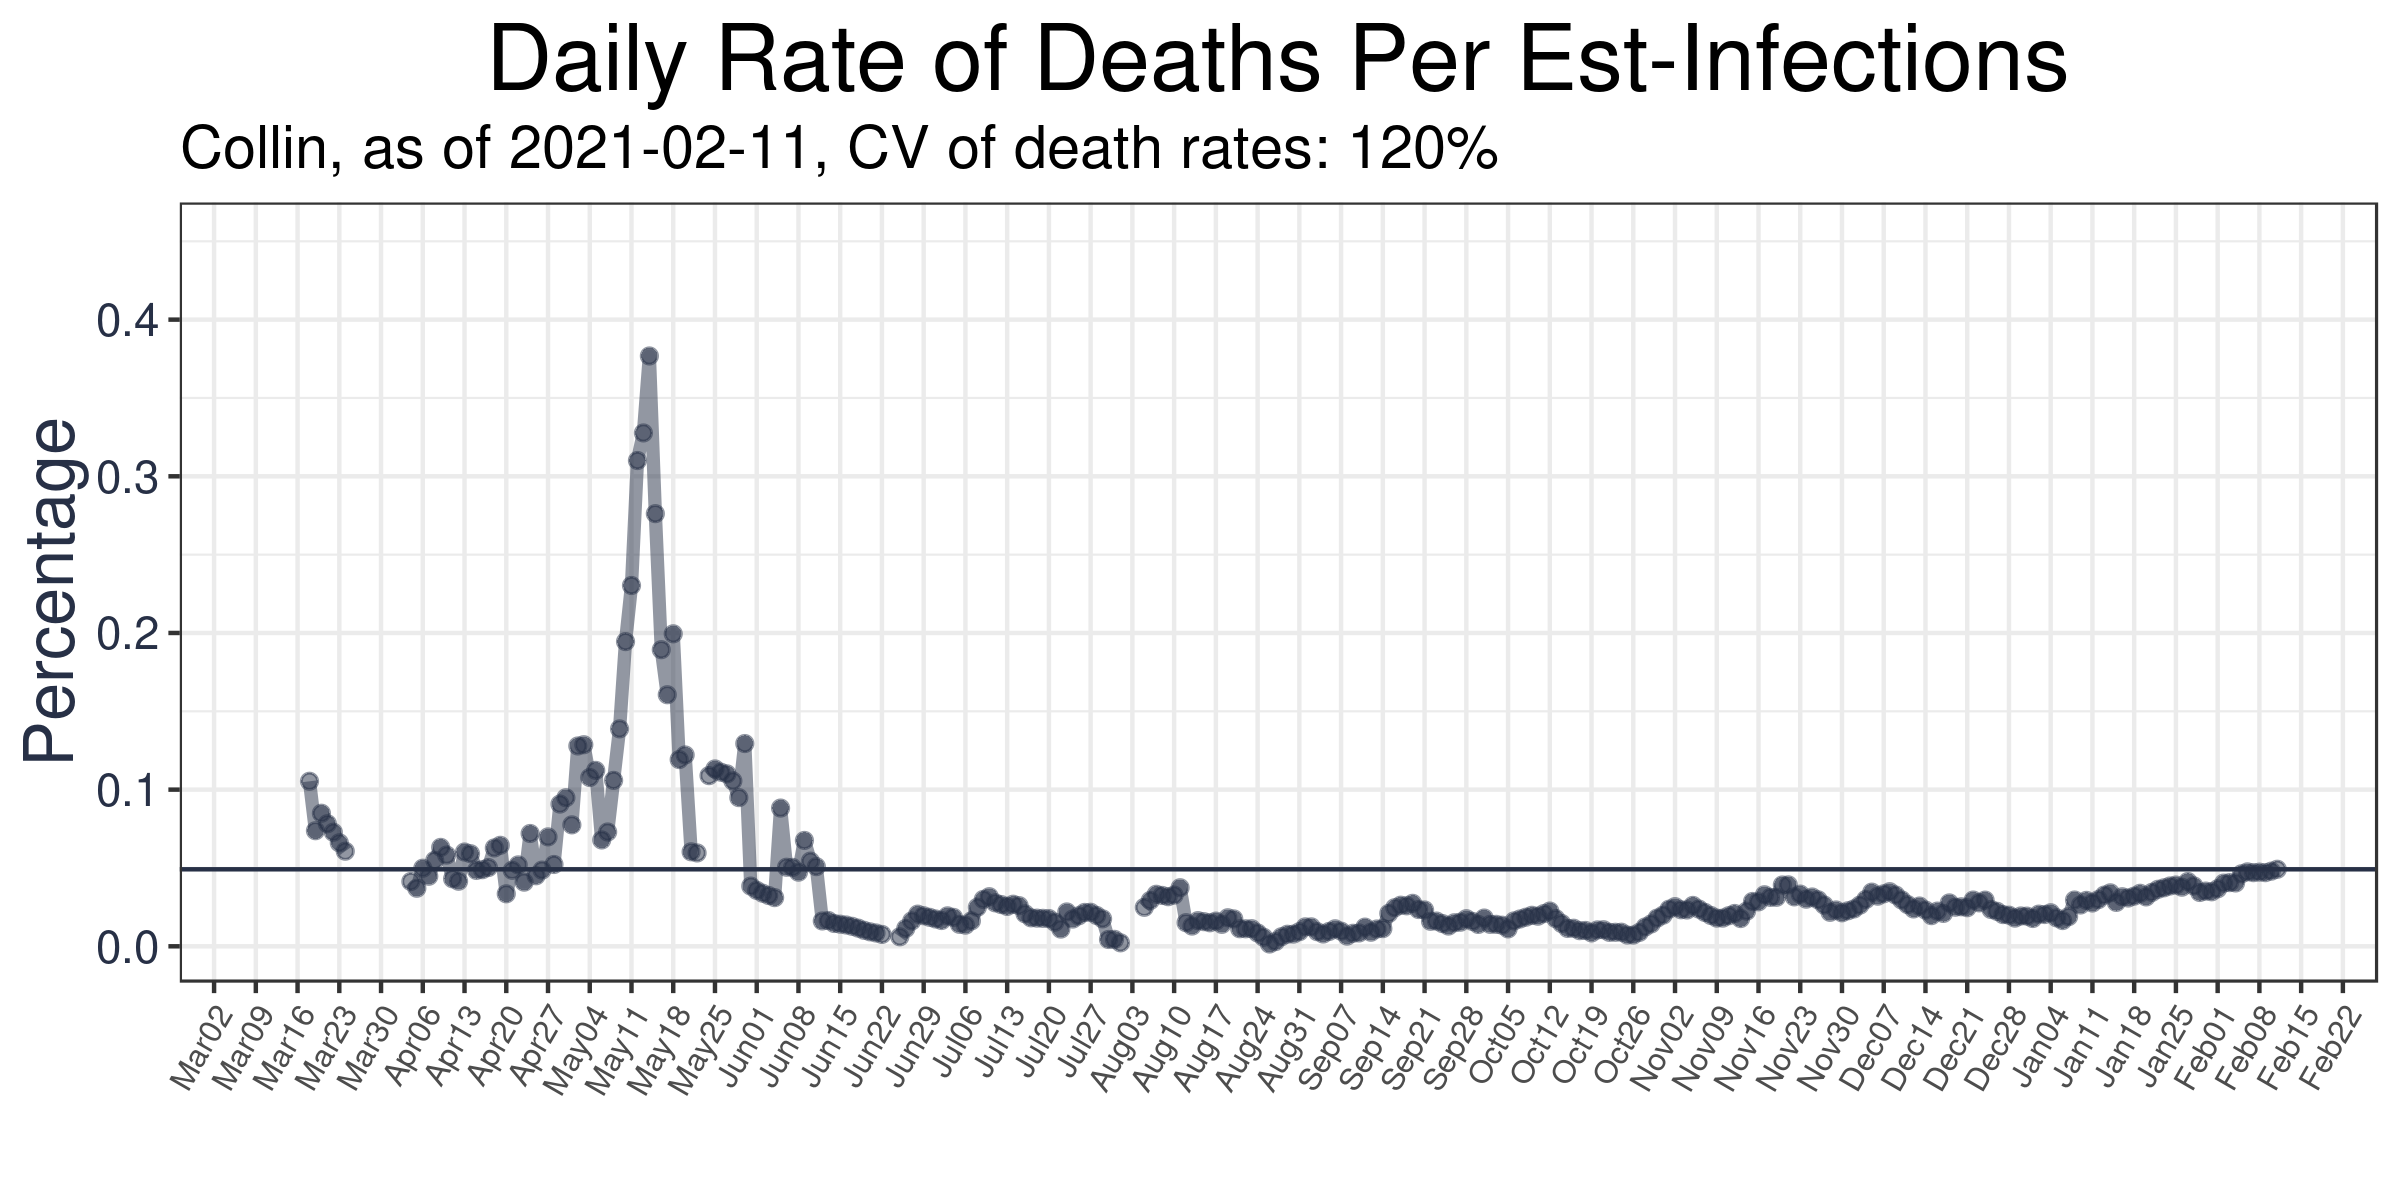 Daily Rate of Deaths Per Est-Infections
Collin, as of 2021-02-11, CV of death rates: 120%
Percentage
0.4
0.3
0.2
0.1
0.0
Mar02 Mar09 Mar16 Mar23 Mar30 Apr06 Apr13 Apr20 Apr27 May04 May11 May18 May25 Jun01 Jun08 Jun15 Jun22 Jun29 Jul06 Jul13 Jul20 Jul27 Aug03 Aug10 Aug17 Aug24 Aug31 Sep07 Sep14 Sep21 Sep28 Oct05 Oct12 Oct19 Oct26 Nov02 Nov09 Nov16 Nov23 Nov30 Dec07 Dec14 Dec21 Dec28 Jan04 Jan11 Jan18 Jan25 Feb01 Feb08 Feb15 Feb22